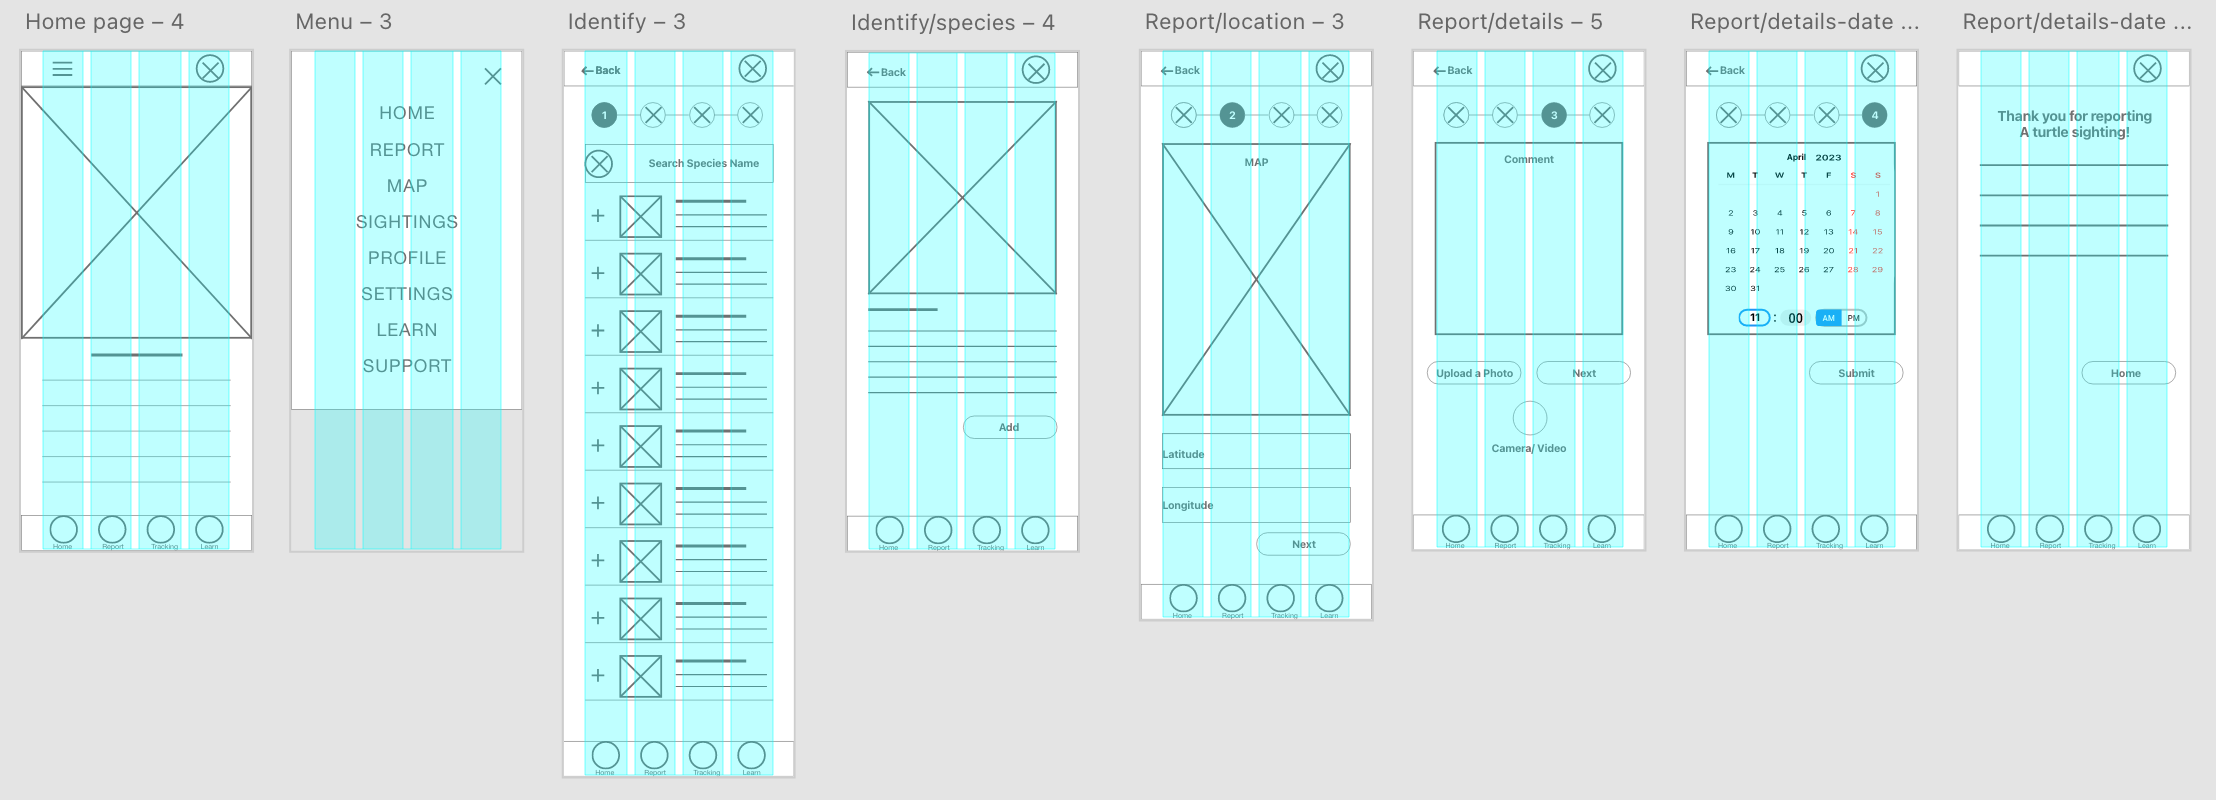 Home page – 4
Menu – 3
Identify – 3
Identify/species – 4
Report/location – 3
Report/details – 5
Report/details-date ...
Report/details-date ...
Home
Report
Tracking
Learn
HOME
REPORT
MAP
SIGHTINGS
PROFILE
SETTINGS
LEARN
SUPPORT
Back
1
Search Species Name
Home
Report
Tracking
Learn
Back
Add
Home
Report
Tracking
Learn
Back
2
MAP
Latitude
Longitude
Next
Home
Report
Tracking
Learn
Back
3
Comment
Upload a Photo
Next
Camera/ Video
Home
Report
Tracking
Learn
Back
4
April 2023
M T W T F S S
1
2 3 4 5 6 7 8
9 10 11 12 13 14 15
16 17 18 19 20 21 22
23 24 25 26 27 28 29
30 31
11 : 00 AM PM
Submit
Home
Report
Tracking
Learn
Thank you for reporting
A turtle sighting!
Home
Home
Report
Tracking
Learn